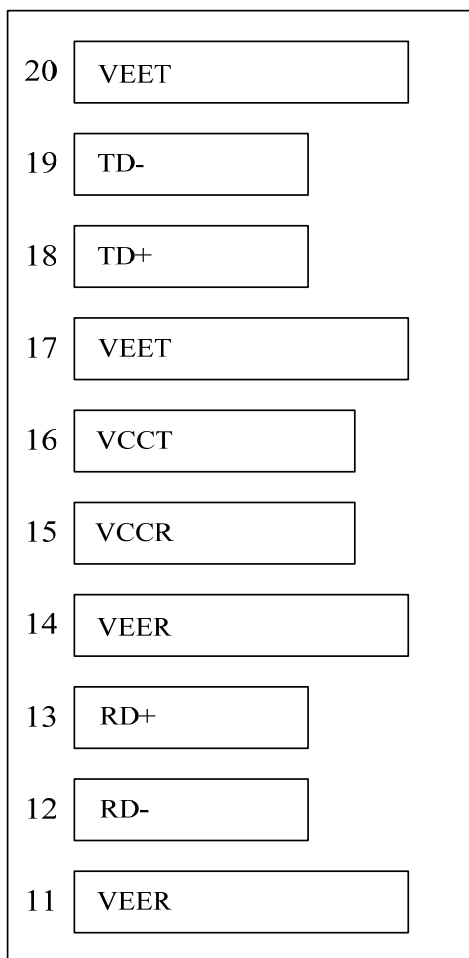 20 VEET
19 TD-
18 TD+
17 VEET
16 VCCT
15 VCCR
14 VEER
13 RD+
12 RD-
11 VEER